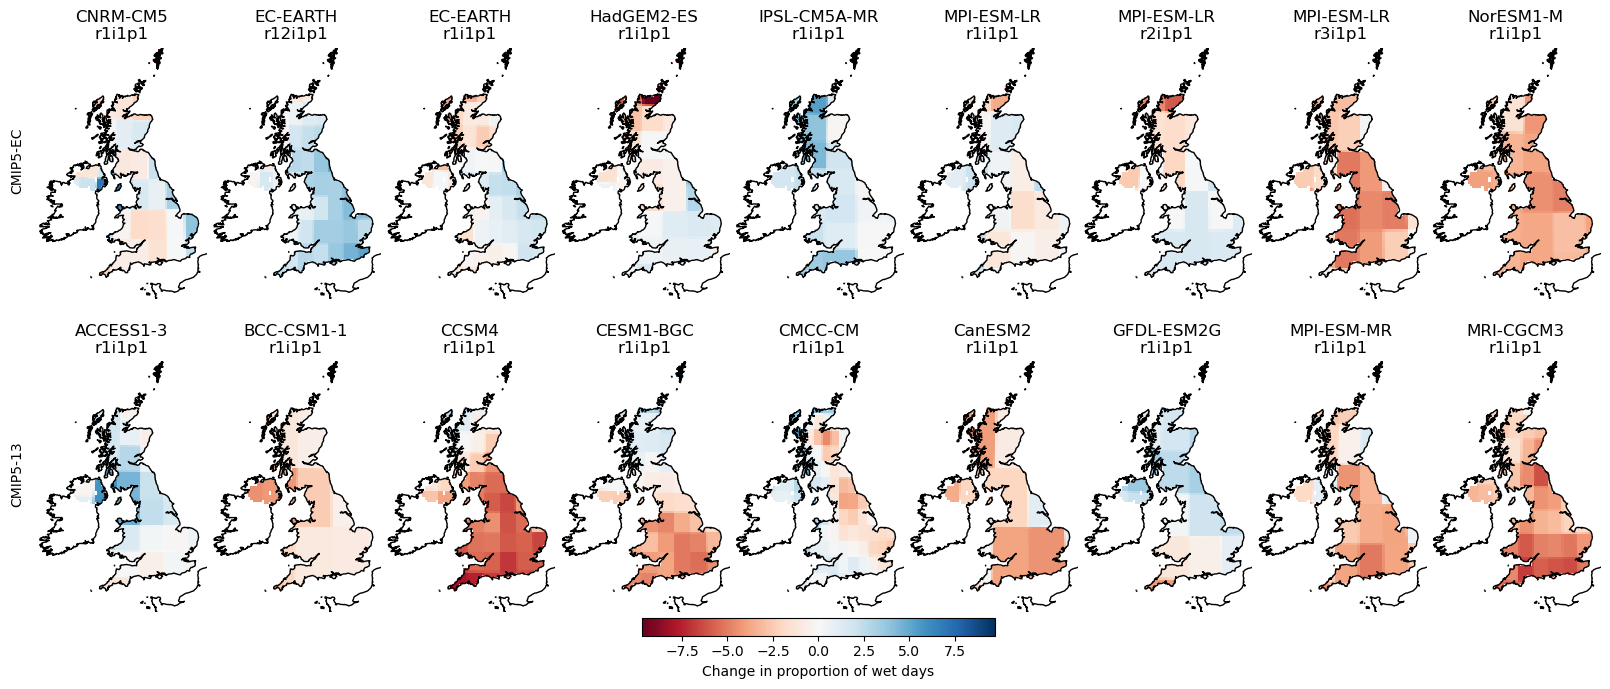 CNRM-CM5 EC-EARTH EC-EARTH HadGEM2-ES IPSL-CM5A-MR MPI-ESM-LR MPI-ESM-LR MPI-ESM-LR NorESM1-M
r1i1p1 r12i1p1 r1i1p1 r1i1p1 r1i1p1 r1i1p1 r2i1p1 r3i1p1 r1i1p1
CMIP5-EC
ACCESS1-3 BCC-CSM1-1 CCSM4 CESM1-BGC CMCC-CM CanESM2 GFDL-ESM2G MPI-ESM-MR MRI-CGCM3
r1i1p1 r1i1p1 r1i1p1 r1i1p1 r1i1p1 r1i1p1 r1i1p1 r1i1p1 r1i1p1
CMIP5-13
−7.5 −5.0 −2.5 0.0 2.5 5.0 7.5
Change in proportion of wet days